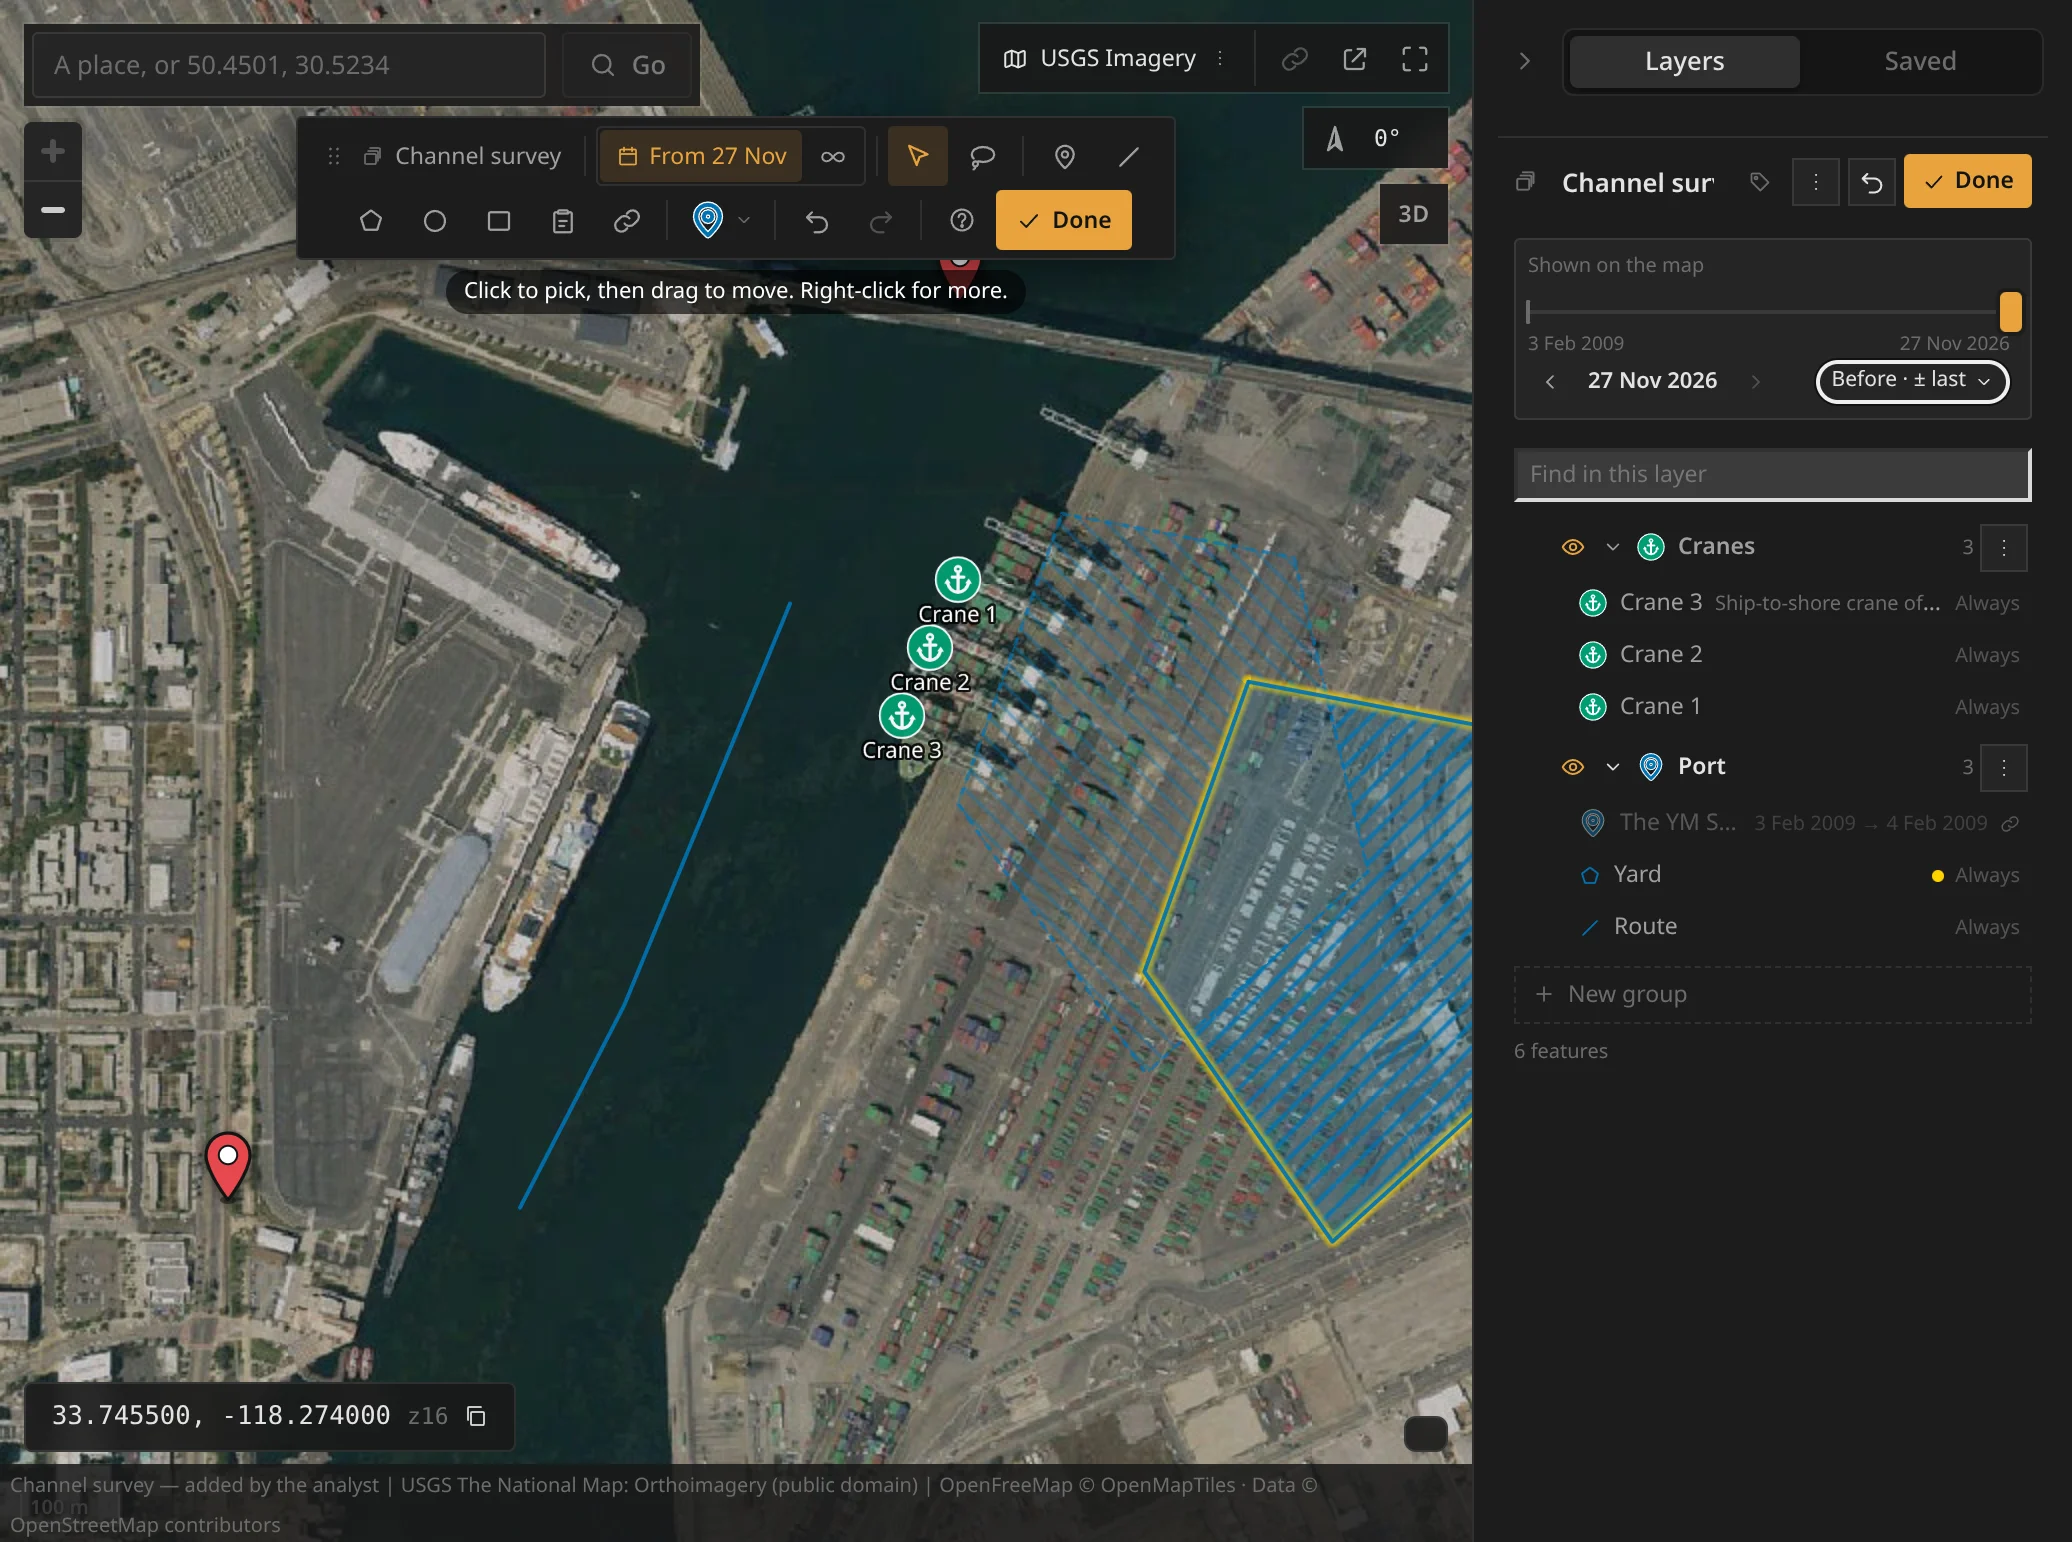 A place, or 50.4501, 30.5234
Go
USGS Imagery
Channel survey
From 27 Nov
Done
Click to pick, then drag to move. Right-click for more.
0°
3D
Crane 1
Crane 2
Crane 3
33.745500, -118.274000 z16
Channel survey — added by the analyst | USGS The National Map: Orthoimagery (public domain) | OpenFreeMap © OpenMapTiles · Data ©
100 m
OpenStreetMap contributors
Layers
Saved
Channel sur
Done
Shown on the map
3 Feb 2009
27 Nov 2026
27 Nov 2026
Before · ± last
Find in this layer
Cranes 3
Crane 3 Ship-to-shore crane of... Always
Crane 2 Always
Crane 1 Always
Port 3
The YM S... 3 Feb 2009 → 4 Feb 2009
Yard Always
Route Always
New group
6 features